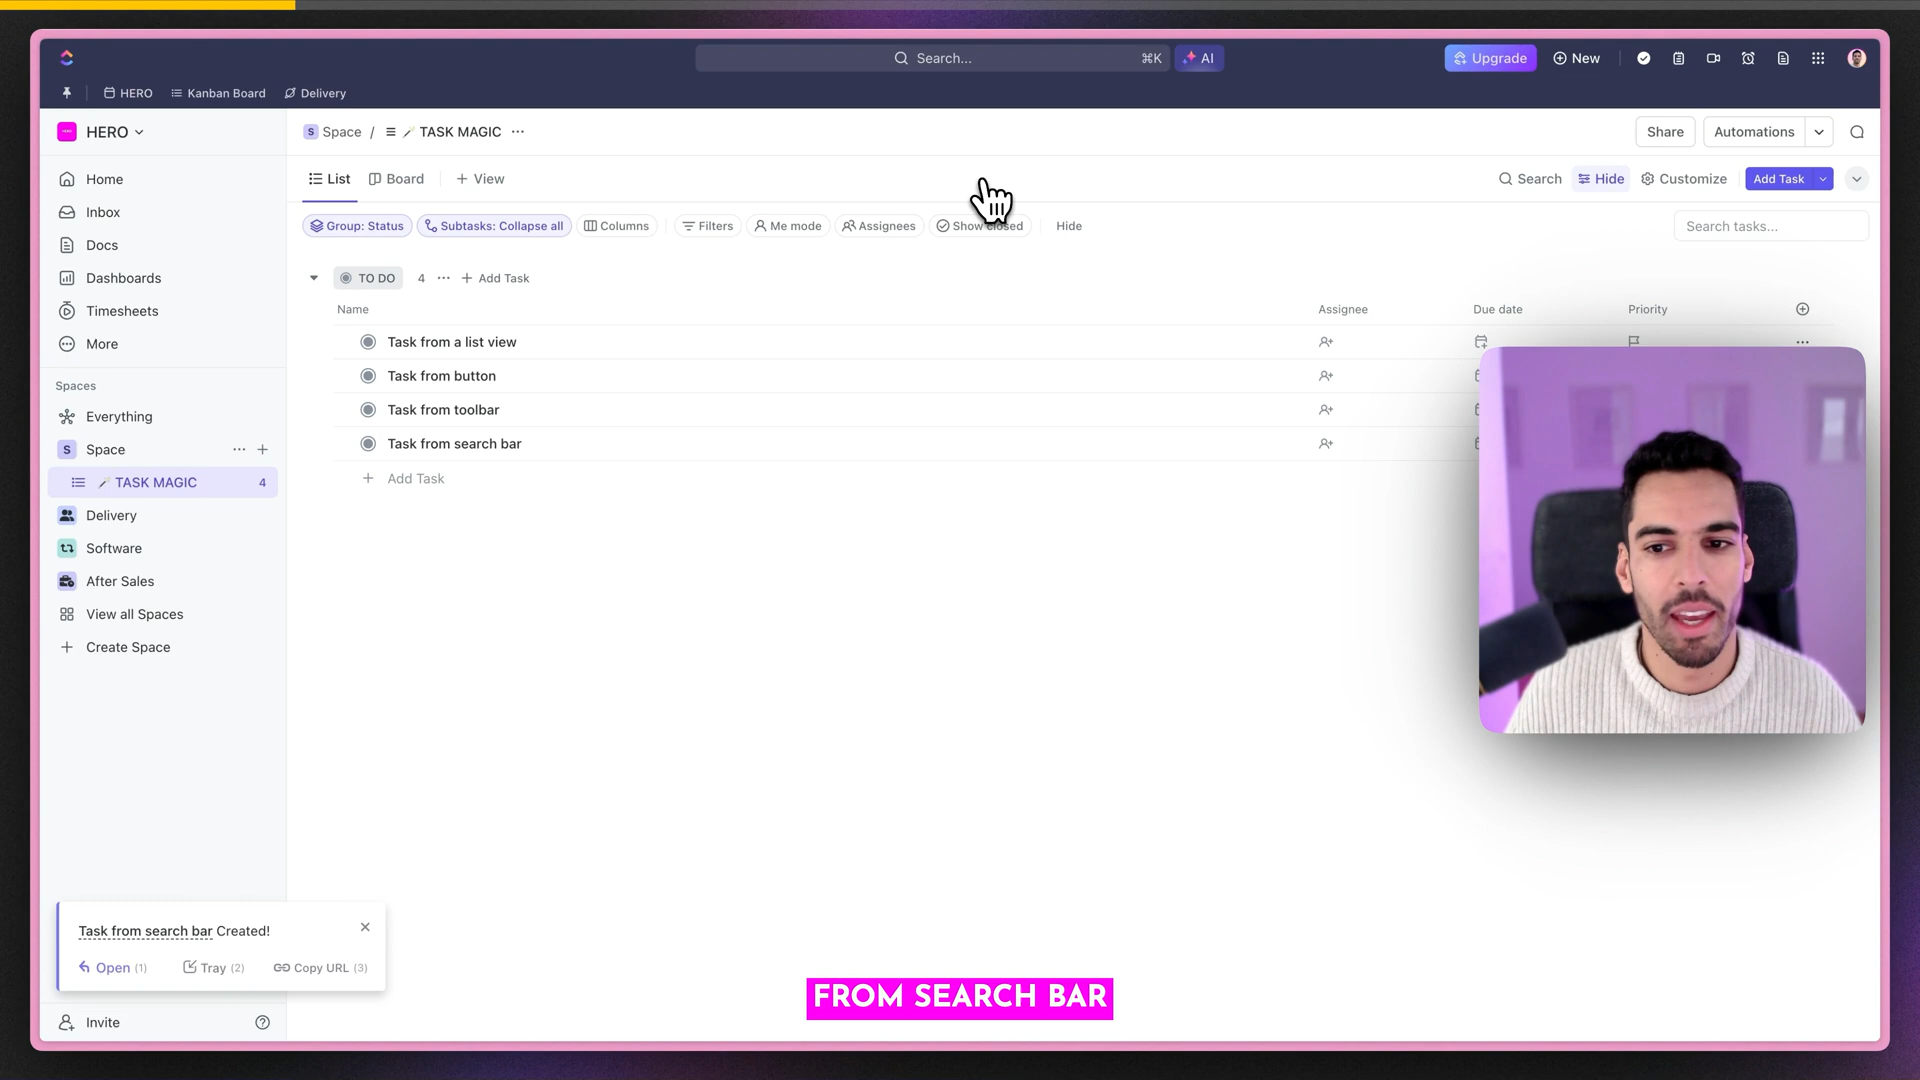 Search...
⌘K
AI
Upgrade
New
HERO
Kanban Board
Delivery
HERO
Space / TASK MAGIC ...
Share
Automations
Home
Inbox
Docs
Dashboards
Timesheets
More
Spaces
Everything
S Space ... +
TASK MAGIC 4
Delivery
Software
After Sales
View all Spaces
+ Create Space
List
Board
+ View
Search
Hide
Customize
Add Task
Group: Status
Subtasks: Collapse all
Columns
Filters
Me mode
Assignees
Show closed
Hide
Search tasks...
TO DO 4 ... + Add Task
Name Assignee Due date Priority
Task from a list view
Task from button
Task from toolbar
Task from search bar
+ Add Task
Task from search bar Created!
Open (1) Tray (2) Copy URL (3)
Invite
FROM SEARCH BAR